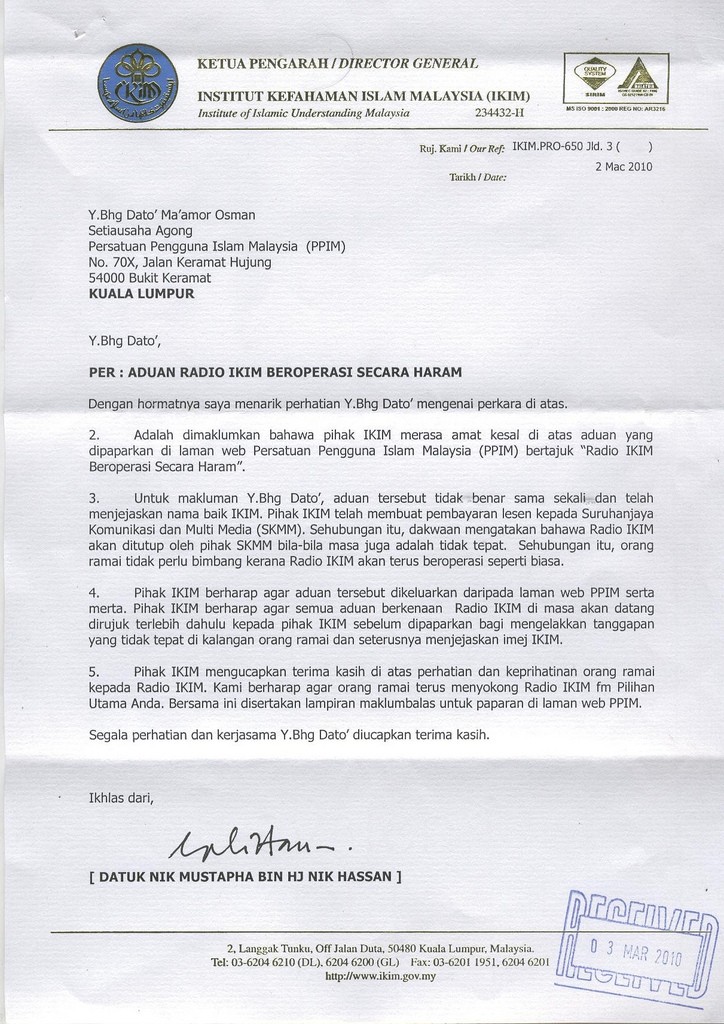 IKIM
KETUA PENGARAH / DIRECTOR GENERAL
INSTITUT KEFAHAMAN ISLAM MALAYSIA (IKIM)
Institute of Islamic Understanding Malaysia 234432-H
QUALITY
SYSTEM
SIRIM
MS ISO 9001 : 2000 REG NO: AR3216
Ruj. Kami / Our Ref: IKIM.PRO-650 Jld. 3 ( )
2 Mac 2010
Tarikh / Date:
Y.Bhg Dato' Ma'amor Osman
Setiausaha Agong
Persatuan Pengguna Islam Malaysia (PPIM)
No. 70X, Jalan Keramat Hujung
54000 Bukit Keramat
KUALA LUMPUR
Y.Bhg Dato',
PER : ADUAN RADIO IKIM BEROPERASI SECARA HARAM
Dengan hormatnya saya menarik perhatian Y.Bhg Dato' mengenai perkara di atas.
2. Adalah dimaklumkan bahawa pihak IKIM merasa amat kesal di atas aduan yang
dipaparkan di laman web Persatuan Pengguna Islam Malaysia (PPIM) bertajuk "Radio IKIM
Beroperasi Secara Haram".
3. Untuk makluman Y.Bhg Dato', aduan tersebut tidak benar sama sekali dan telah
menjejaskan nama baik IKIM. Pihak IKIM telah membuat pembayaran lesen kepada Suruhanjaya
Komunikasi dan Multi Media (SKMM). Sehubungan itu, dakwaan mengatakan bahawa Radio IKIM
akan ditutup oleh pihak SKMM bila-bila masa juga adalah tidak tepat. Sehubungan itu, orang
ramai tidak perlu bimbang kerana Radio IKIM akan terus beroperasi seperti biasa.
4. Pihak IKIM berharap agar aduan tersebut dikeluarkan daripada laman web PPIM serta
merta. Pihak IKIM berharap agar semua aduan berkenaan Radio IKIM di masa akan datang
dirujuk terlebih dahulu kepada pihak IKIM sebelum dipaparkan bagi mengelakkan tanggapan
yang tidak tepat di kalangan orang ramai dan seterusnya menjejaskan imej IKIM.
5. Pihak IKIM mengucapkan terima kasih di atas perhatian dan keprihatinan orang ramai
kepada Radio IKIM. Kami berharap agar orang ramai terus menyokong Radio IKIM fm Pilihan
Utama Anda. Bersama ini disertakan lampiran maklumbalas untuk paparan di laman web PPIM.
Segala perhatian dan kerjasama Y.Bhg Dato' diucapkan terima kasih.
Ikhlas dari,
[ DATUK NIK MUSTAPHA BIN HJ NIK HASSAN ]
RECEIVED
0 3 MAR 2010
RECEIVED
2, Langgak Tunku, Off Jalan Duta, 50480 Kuala Lumpur, Malaysia.
Tel: 03-6204 6210 (DL), 6204 6200 (GL) Fax: 03-6201 1951, 6204 6201
http://www.ikim.gov.my